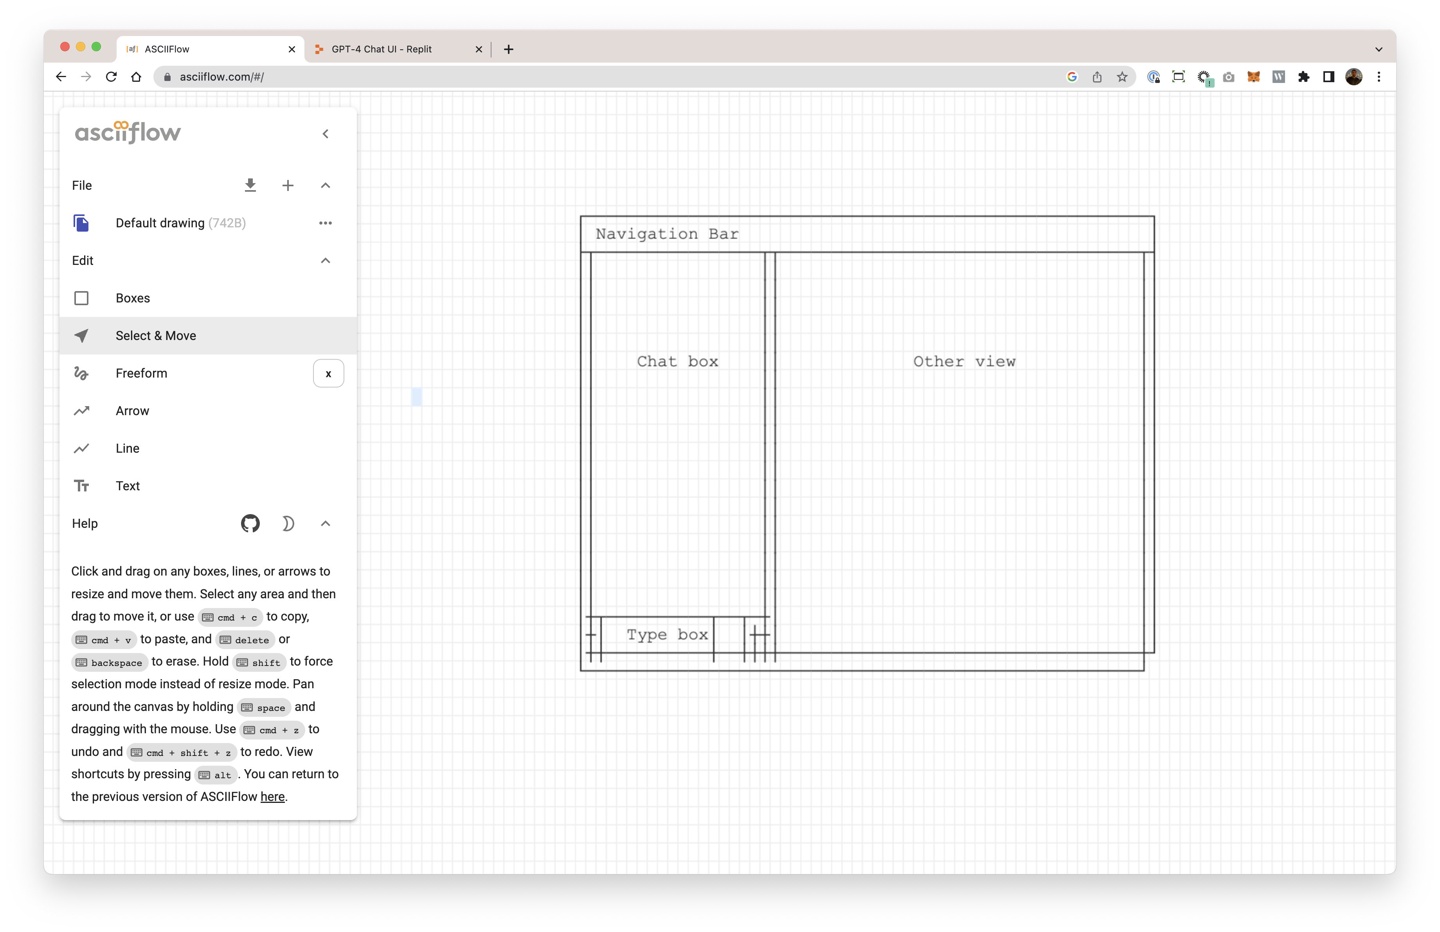 ASCIIFlow
GPT-4 Chat UI - Replit
asciiflow.com/#/
asciiflow
File
Default drawing (742B)
Edit
Boxes
Select & Move
Freeform x
Arrow
Line
Text
Help
Click and drag on any boxes, lines, or arrows to
resize and move them. Select any area and then
drag to move it, or use cmd + c to copy,
cmd + v to paste, and delete or
backspace to erase. Hold shift to force
selection mode instead of resize mode. Pan
around the canvas by holding space and
dragging with the mouse. Use cmd + z to
undo and cmd + shift + z to redo. View
shortcuts by pressing alt. You can return to
the previous version of ASCIIFlow here.
Navigation Bar
Chat box
Other view
Type box